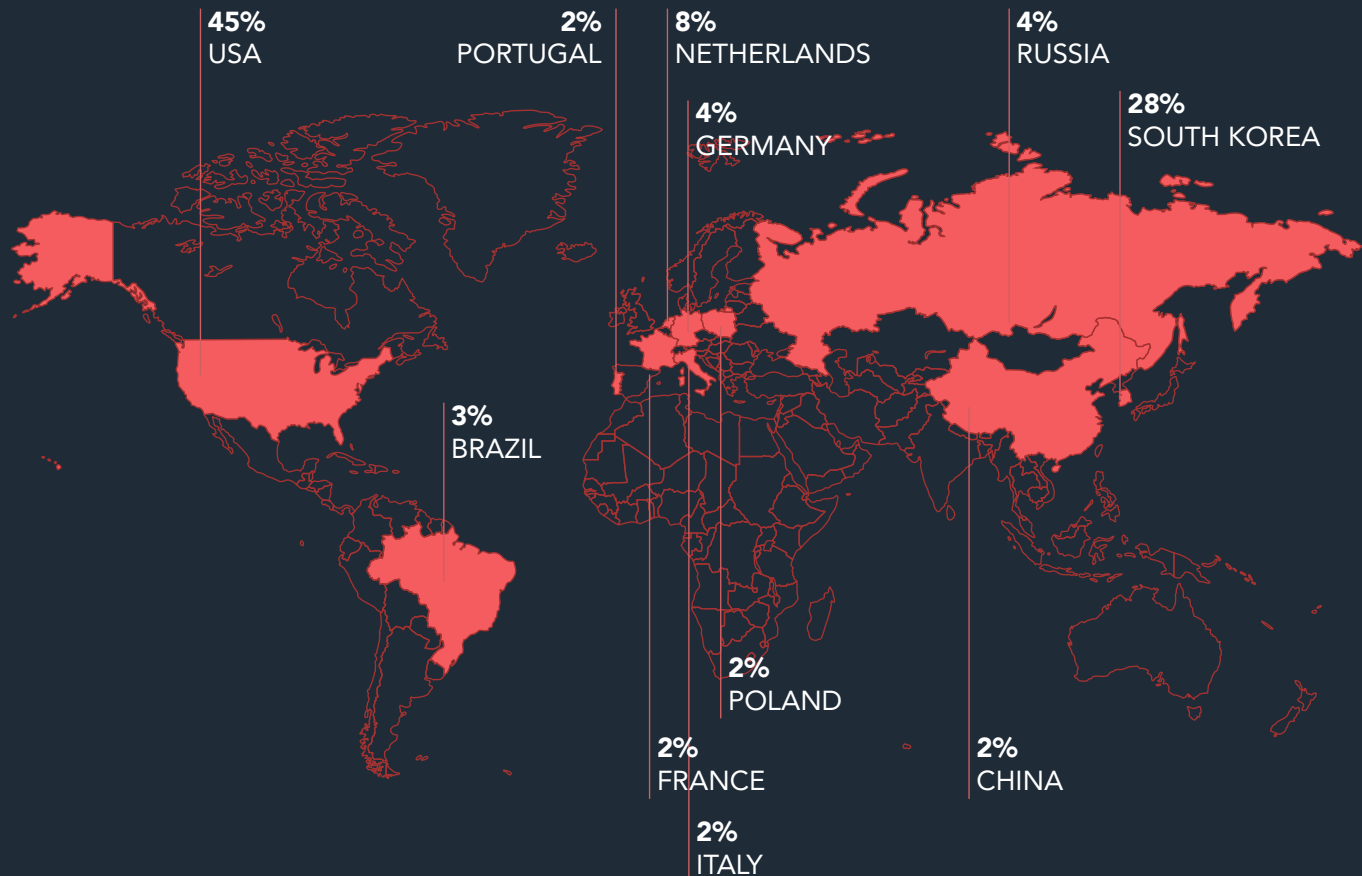 45%
USA
2%
PORTUGAL
8%
NETHERLANDS
4%
RUSSIA
4%
GERMANY
28%
SOUTH KOREA
3%
BRAZIL
2%
POLAND
2%
FRANCE
2%
CHINA
2%
ITALY